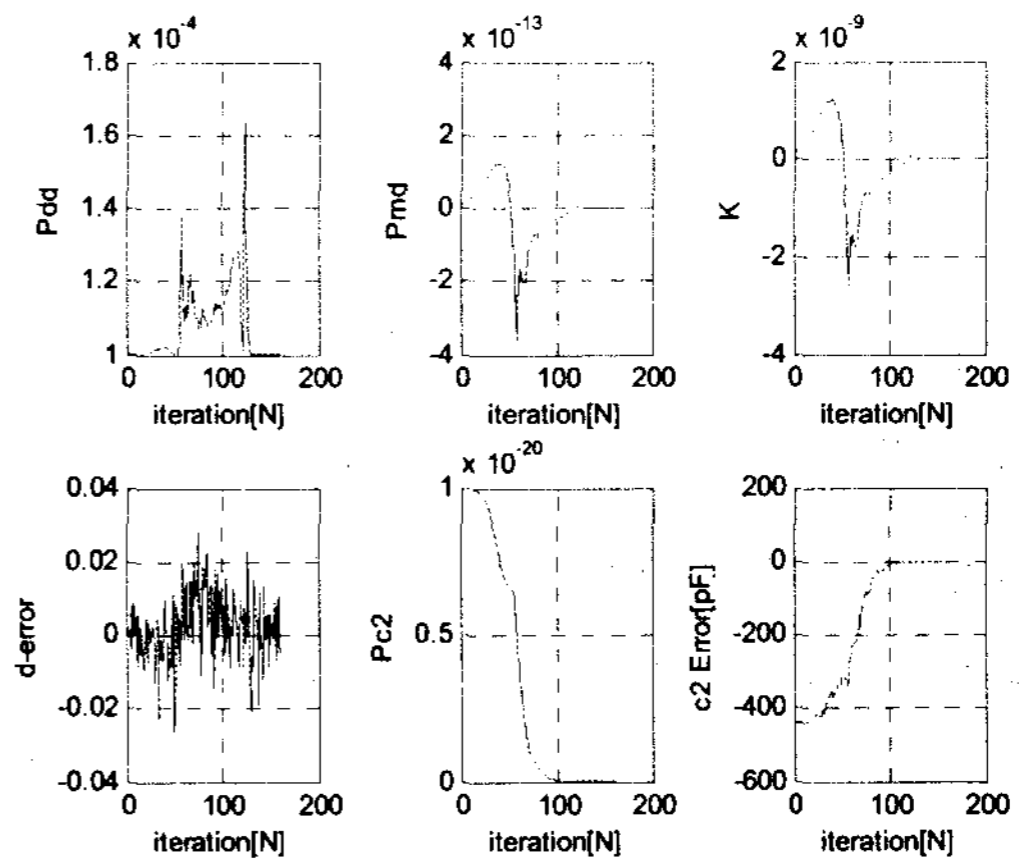 x 10^-4
1.8
1.6
1.4
1.2
1
Pdd
0 100 200
iteration[N]
x 10^-13
4
2
0
-2
-4
Pmd
0 100 200
iteration[N]
x 10^-9
2
0
-2
-4
K
0 100 200
iteration[N]
0.04
0.02
0
-0.02
-0.04
d-error
0 100 200
iteration[N]
x 10^-20
1
0.5
0
Pc2
0 100 200
iteration[N]
200
0
-200
-400
-600
c2 Error[pF]
0 100 200
iteration[N]